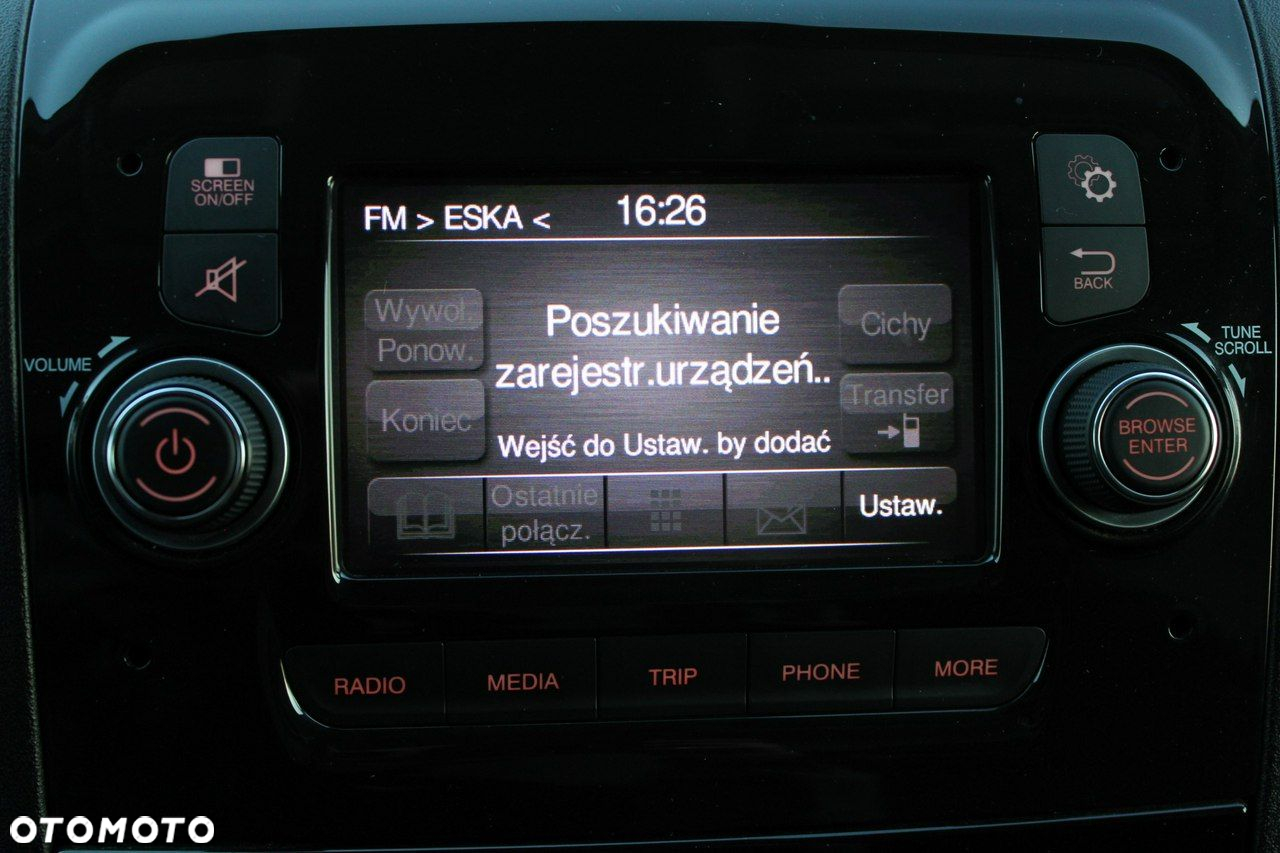 SCREEN
ON/OFF
FM > ESKA <
16:26
Wywoł.
Ponow.
Koniec
Poszukiwanie
zarejestr.urządzeń..
Wejść do Ustaw. by dodać
Cichy
Transfer
Ostatnie
połącz.
Ustaw.
BACK
VOLUME
TUNE
SCROLL
BROWSE
ENTER
RADIO
MEDIA
TRIP
PHONE
MORE
OTOMOTO